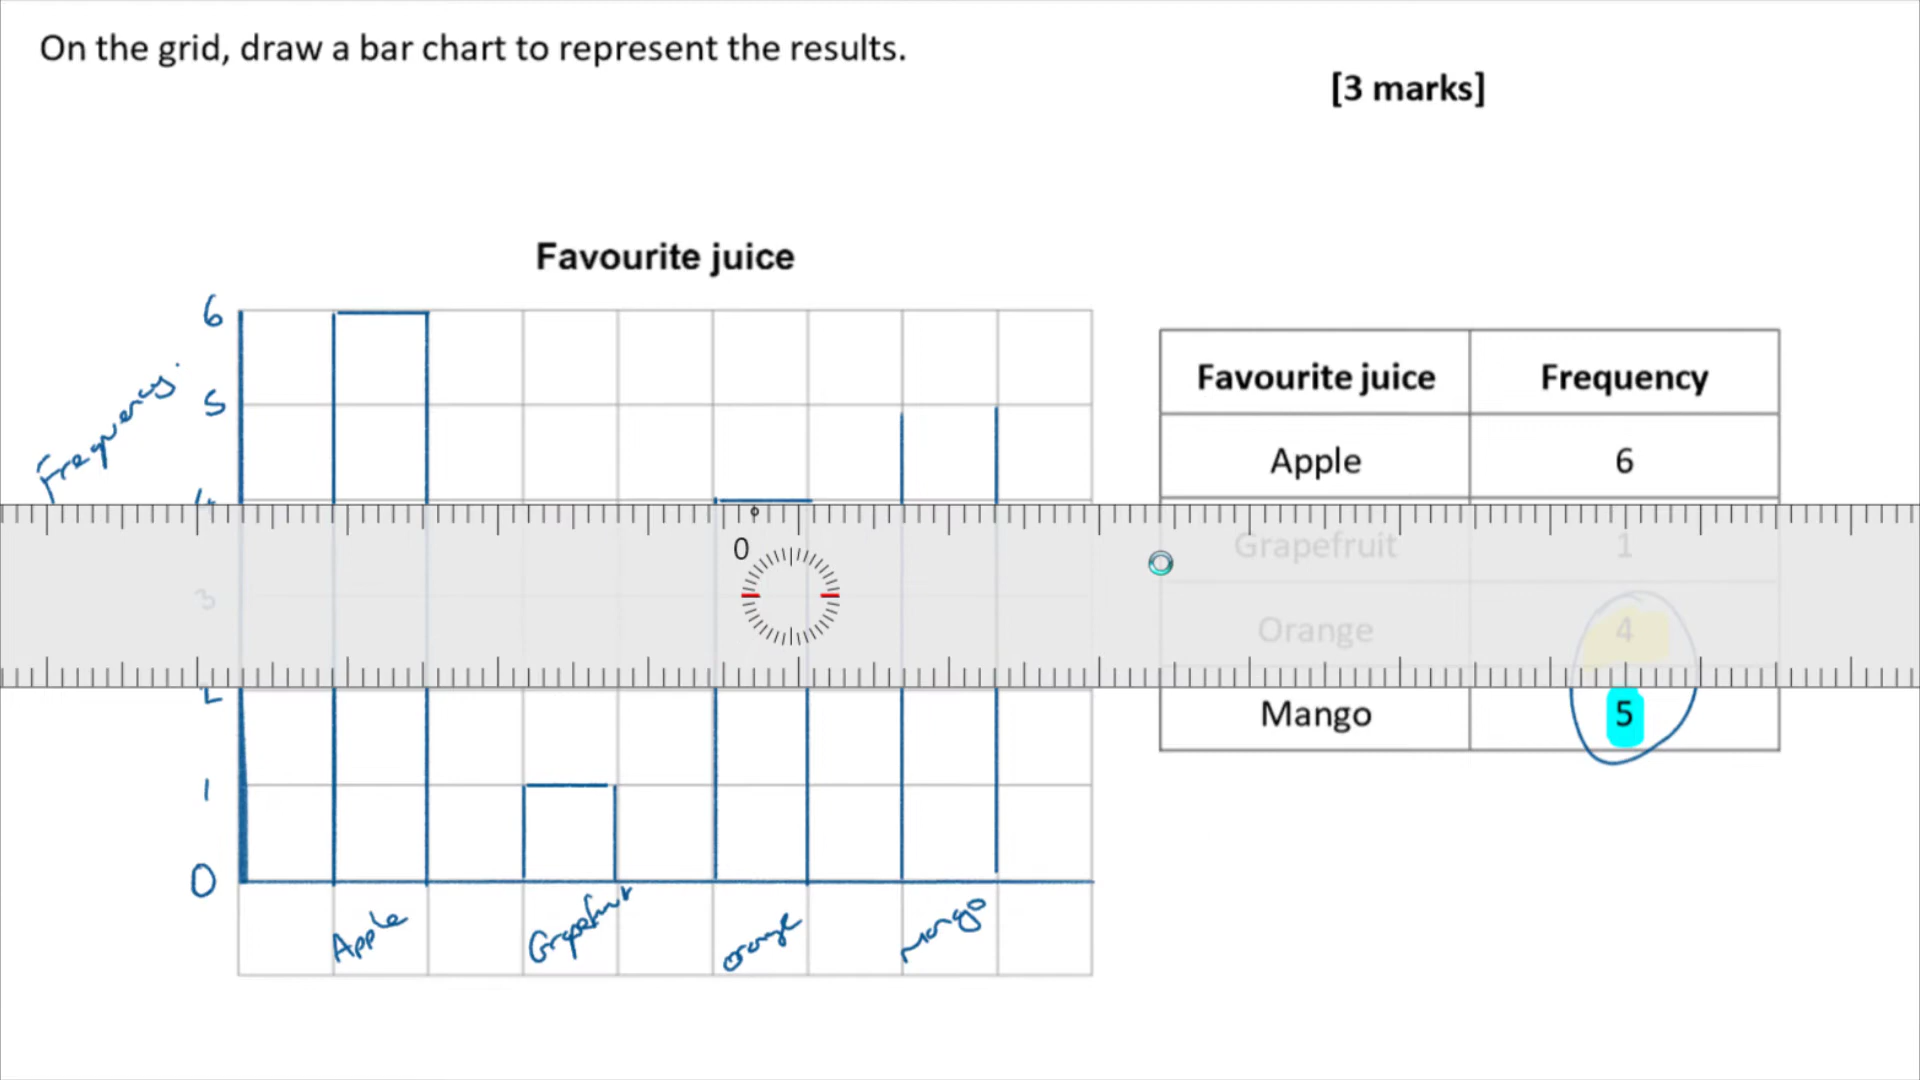 On the grid, draw a bar chart to represent the results.
[3 marks]
Favourite juice
6
5
Frequency.
3
2
1
0
Apple
Grapefruit
orange
mango
Favourite juice Frequency
Apple 6
Grapefruit 1
Orange 4
Mango 5
0°